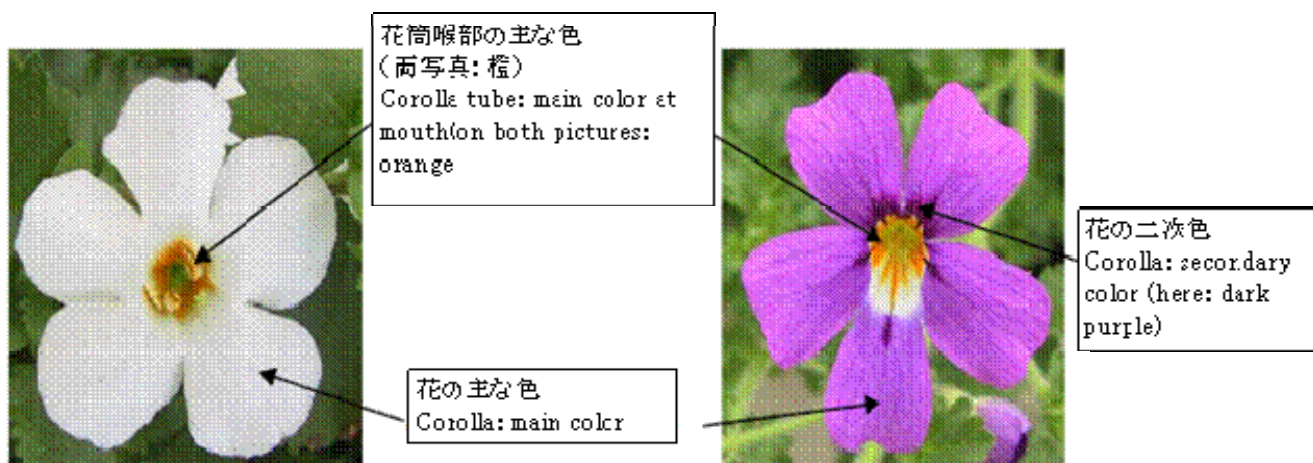 花筒喉部の主な色
(両写真: 橙)
Corolla tube: main color at
mouth(on both pictures:
orange
花の二次色
Corolla: secondary
color (here: dark
purple)
花の主な色
Corolla: main color